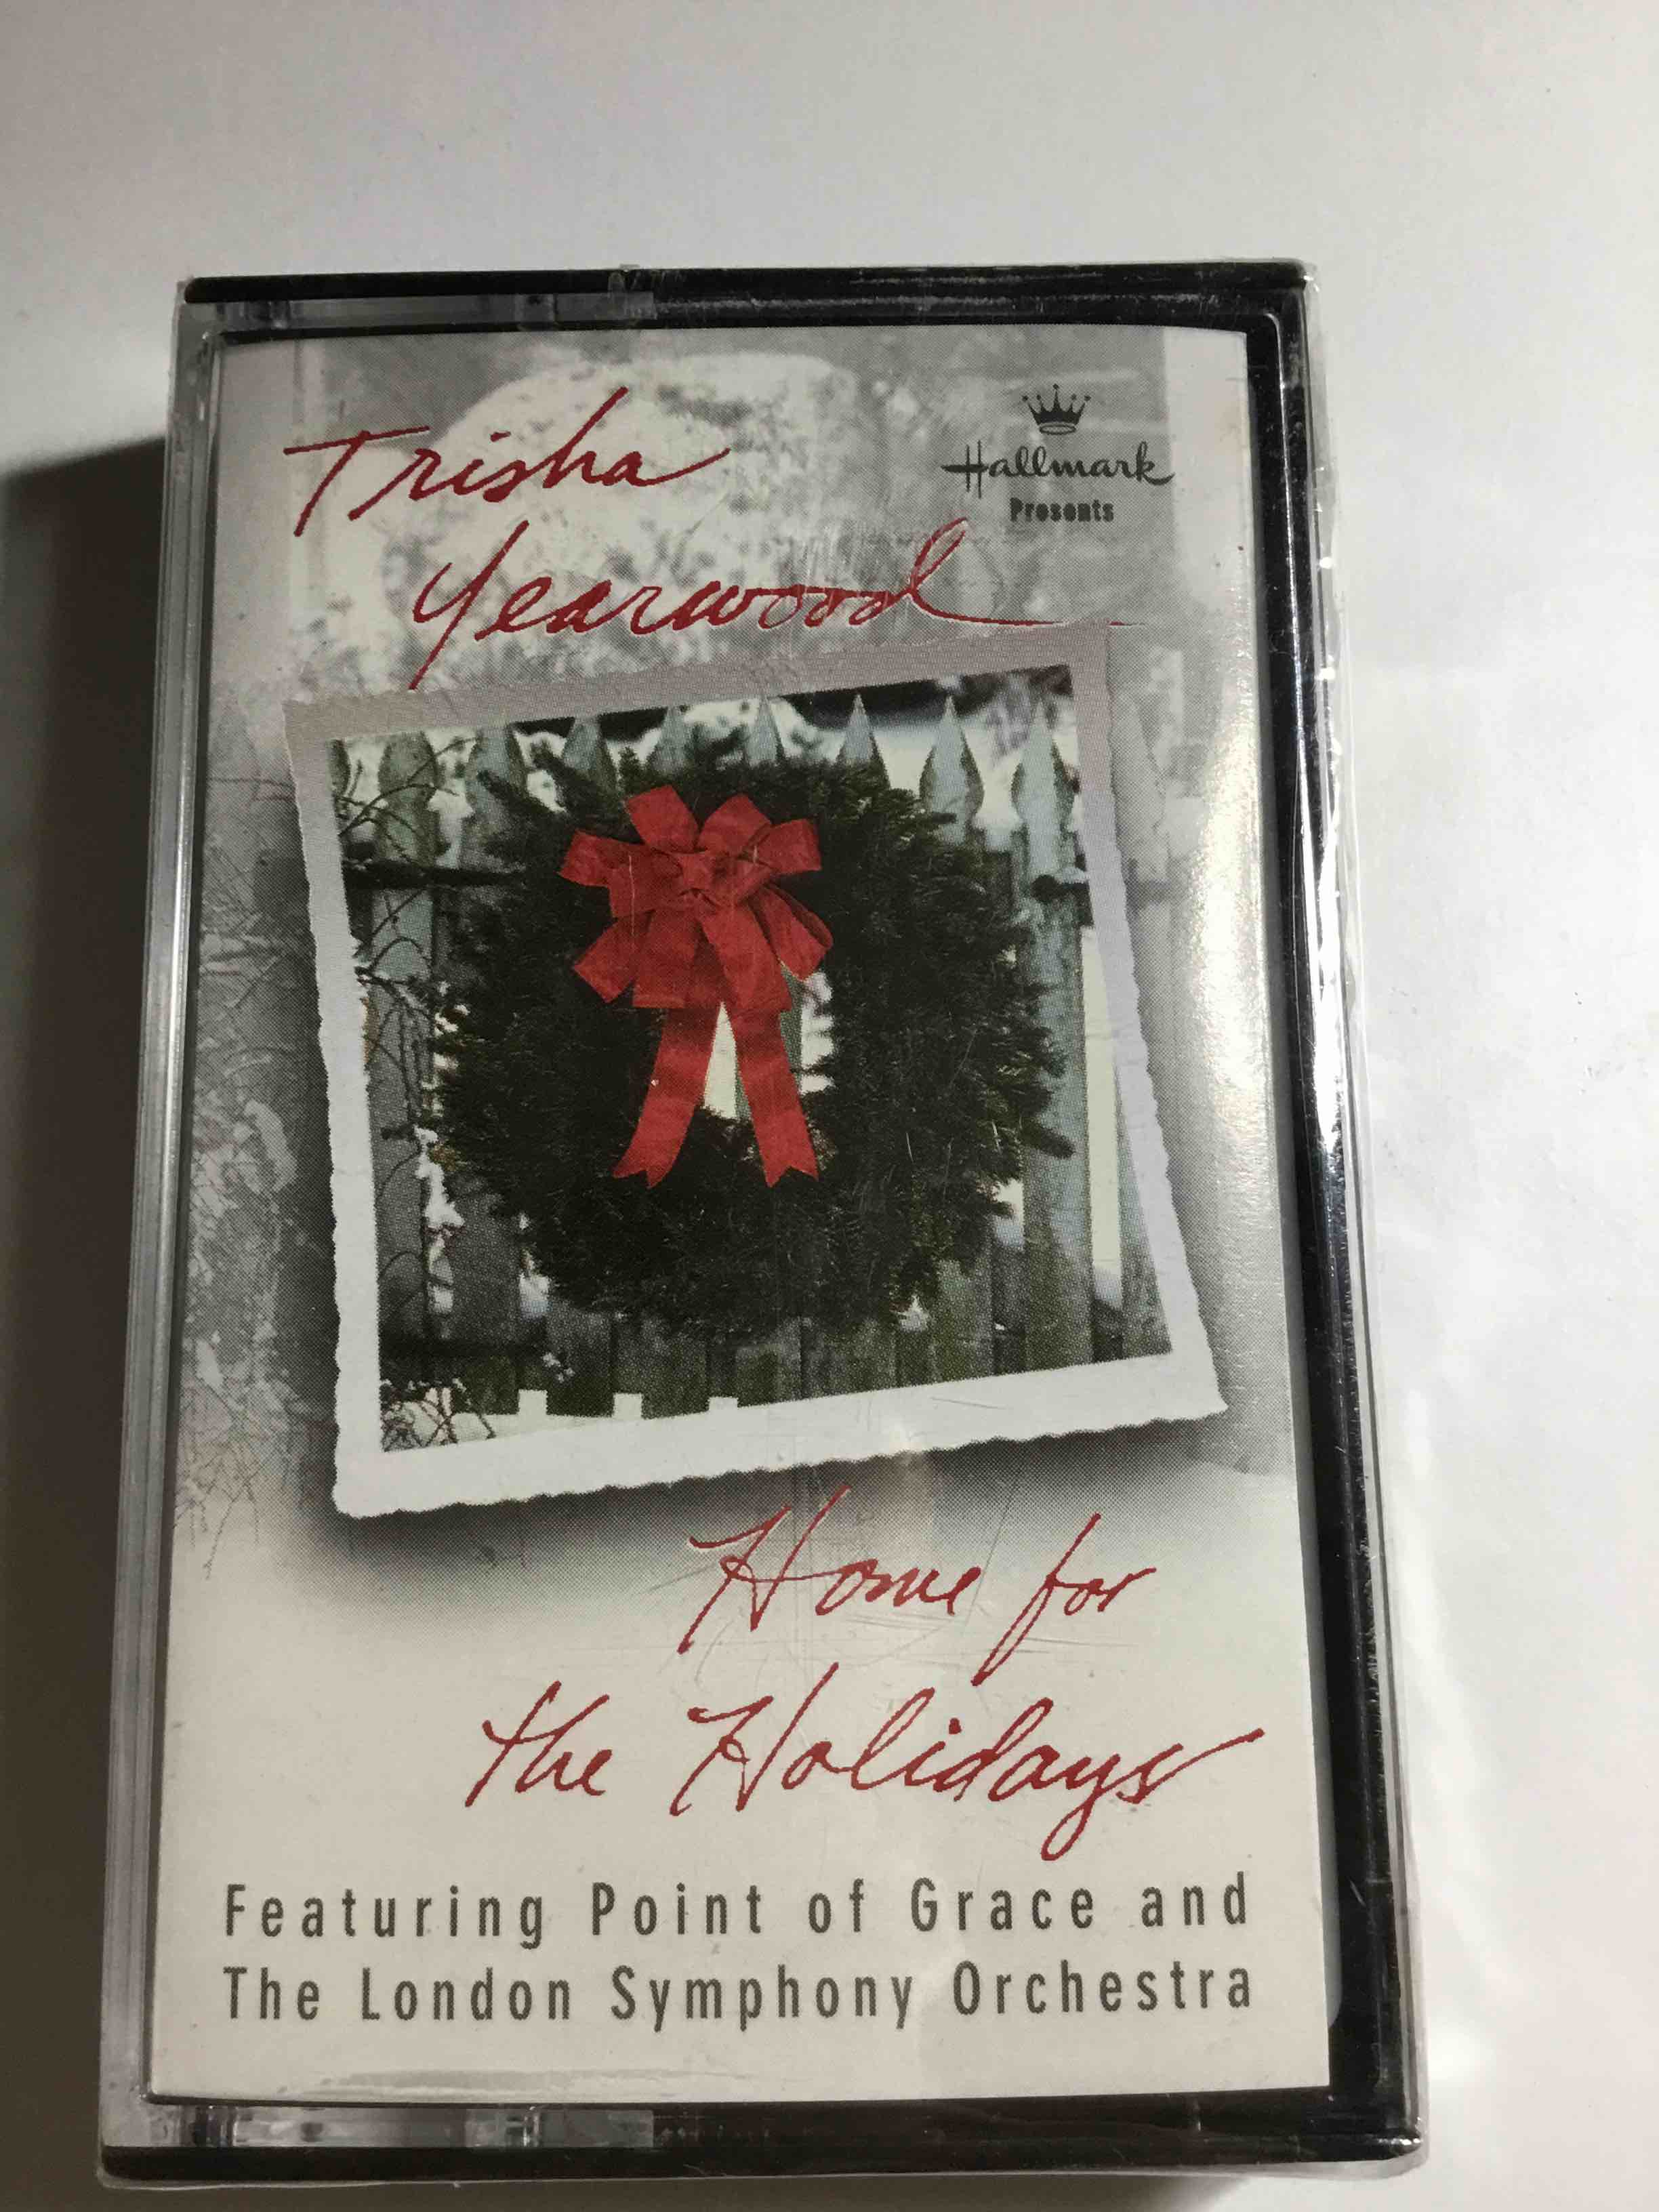 Trisha
Yearwood
Hallmark
Presents
Home for
the Holidays
Featuring Point of Grace and
The London Symphony Orchestra